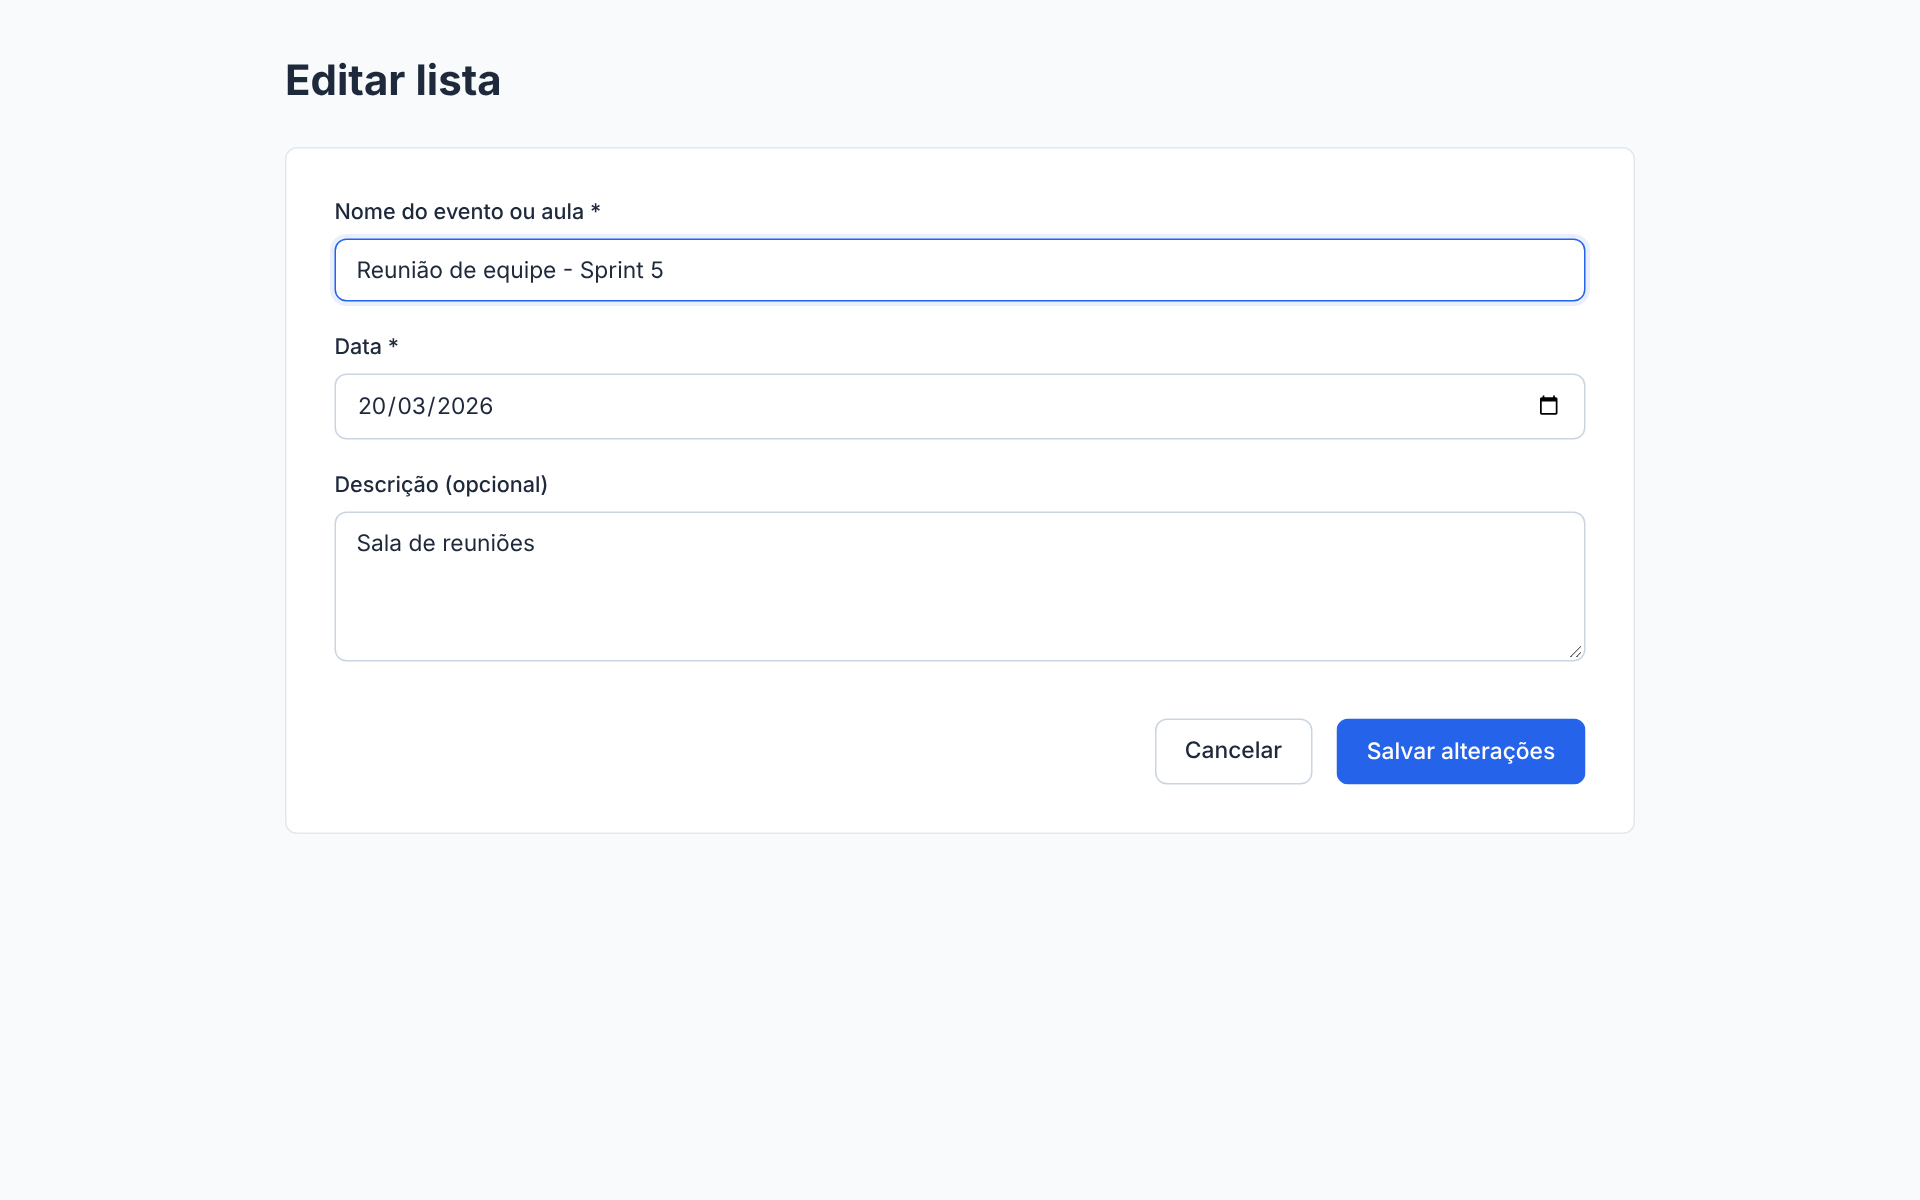 Editar lista
Nome do evento ou aula *
Reunião de equipe - Sprint 5
Data *
20/03/2026
Descrição (opcional)
Sala de reuniões
Cancelar
Salvar alterações